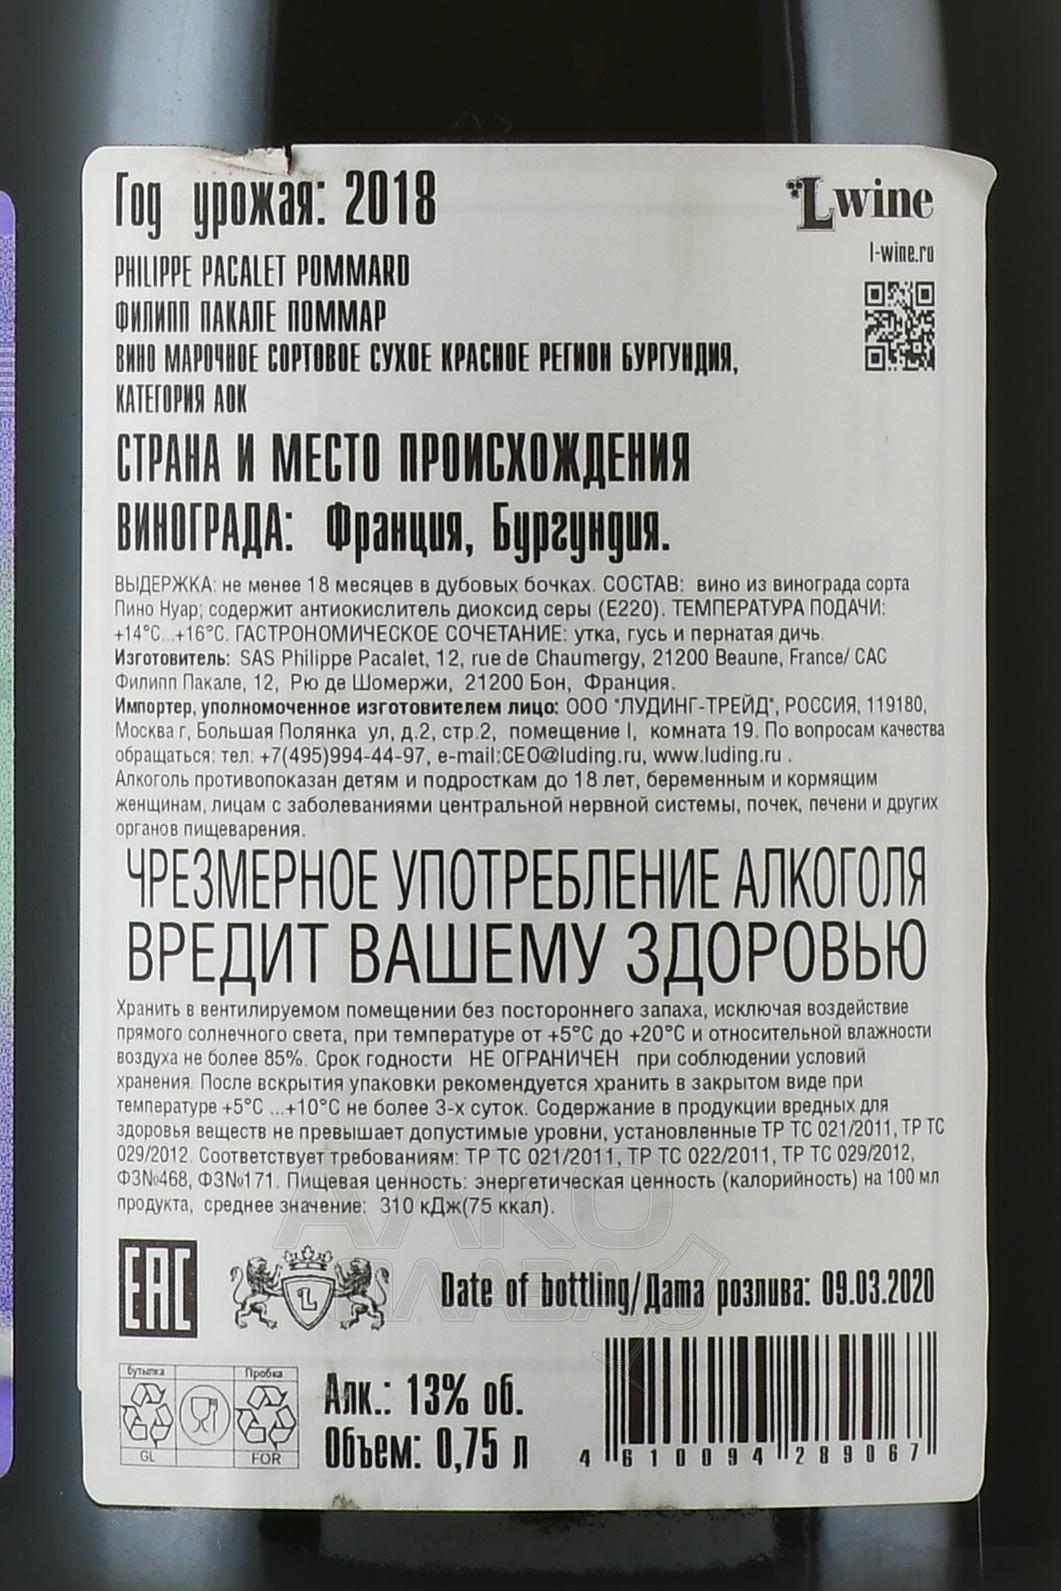 Год урожая: 2018
Lwine
l-wine.ru
PHILIPPE PACALET POMMARD
ФИЛИПП ПАКАЛЕ ПОММАР
ВИНО МАРОЧНОЕ СОРТОВОЕ СУХОЕ КРАСНОЕ РЕГИОН БУРГУНДИЯ,
КАТЕГОРИЯ АОК
СТРАНА И МЕСТО ПРОИСХОЖДЕНИЯ
ВИНОГРАДА: Франция, Бургундия.
ВЫДЕРЖКА: не менее 18 месяцев в дубовых бочках. СОСТАВ: вино из винограда сорта
Пино Нуар; содержит антиокислитель диоксид серы (Е220). ТЕМПЕРАТУРА ПОДАЧИ:
+14°С...+16°С. ГАСТРОНОМИЧЕСКОЕ СОЧЕТАНИЕ: утка, гусь и пернатая дичь.
Изготовитель: SAS Philippe Pacalet, 12, rue de Chaumergy, 21200 Beaune, France/ САС
Филипп Пакале, 12, Рю де Шомержи, 21200 Бон, Франция.
Импортер, уполномоченное изготовителем лицо: ООО "ЛУДИНГ-ТРЕЙД", РОССИЯ, 119180,
Москва г, Большая Полянка ул, д.2, стр.2, помещение I, комната 19. По вопросам качества
обращаться: тел: +7(495)994-44-97, e-mail:CEO@luding.ru, www.luding.ru .
Алкоголь противопоказан детям и подросткам до 18 лет, беременным и кормящим
женщинам, лицам с заболеваниями центральной нервной системы, почек, печени и других
органов пищеварения.
ЧРЕЗМЕРНОЕ УПОТРЕБЛЕНИЕ АЛКОГОЛЯ
ВРЕДИТ ВАШЕМУ ЗДОРОВЬЮ
Хранить в вентилируемом помещении без постороннего запаха, исключая воздействие
прямого солнечного света, при температуре от +5°С до +20°С и относительной влажности
воздуха не более 85%. Срок годности НЕ ОГРАНИЧЕН при соблюдении условий
хранения. После вскрытия упаковки рекомендуется хранить в закрытом виде при
температуре +5°С ...+10°С не более 3-х суток. Содержание в продукции вредных для
здоровья веществ не превышает допустимые уровни, установленные ТР ТС 021/2011, ТР ТС
029/2012. Соответствует требованиям: ТР ТС 021/2011, ТР ТС 022/2011, ТР ТС 029/2012,
ФЗ№468, ФЗ№171. Пищевая ценность: энергетическая ценность (калорийность) на 100 мл
продукта, среднее значение: 310 кДж(75 ккал).
АЛКО
ПЛАВА
EAC
L
Date of bottling/Дата розлива: 09.03.2020
бутылка
Пробка
GL
FOR
Алк.: 13% об.
Объем: 0,75 л
4 610094 289067